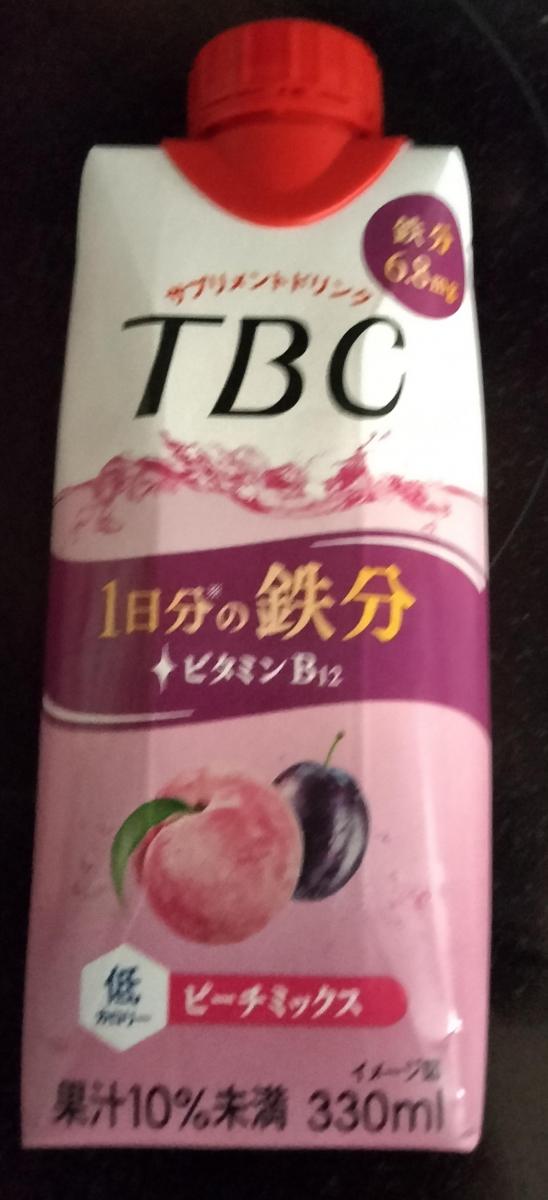 鉄分
6.8mg
サプリメントドリンク
TBC
1日分※の鉄分
ビタミンB12
低
カロリー
ピーチミックス
イメージ図
果汁10%未満 330ml